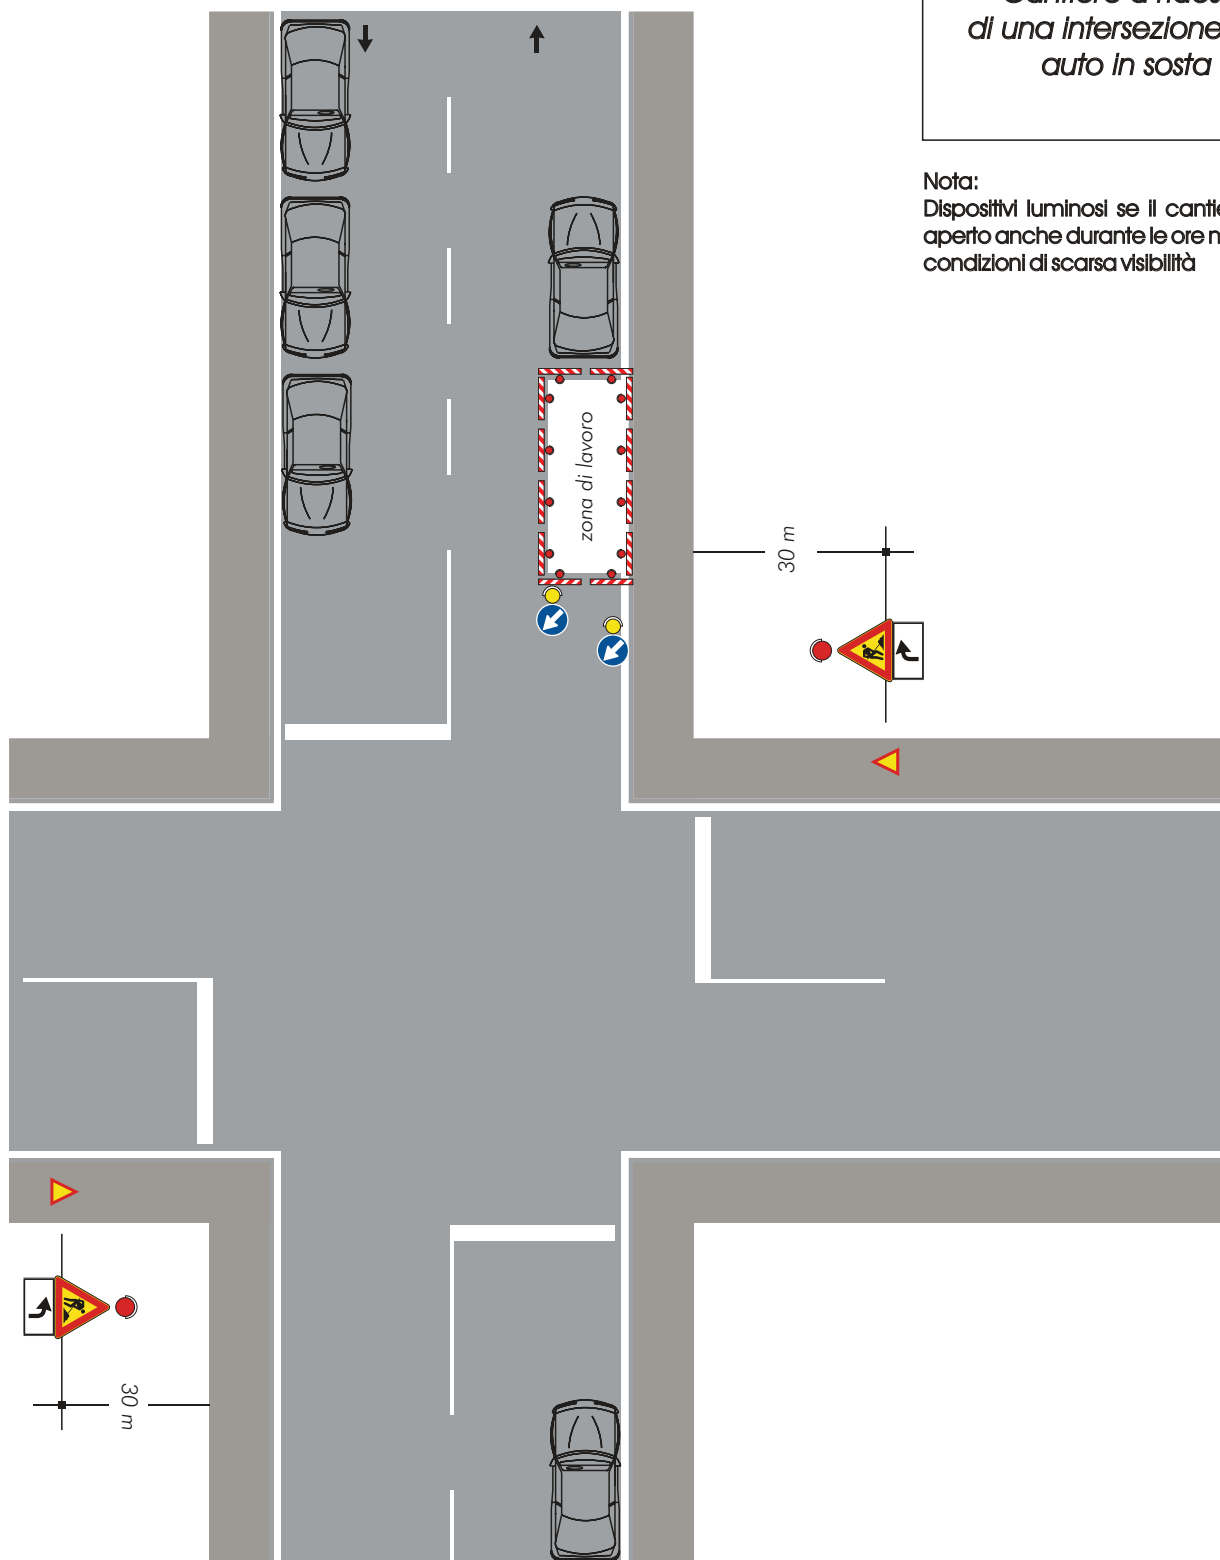 di una intersezione
auto in sosta
Nota:
Dispositivi luminosi se il
aperto anche durante le ore
condizioni di scarsa visibilità
zona di lavoro
30 m
30 m